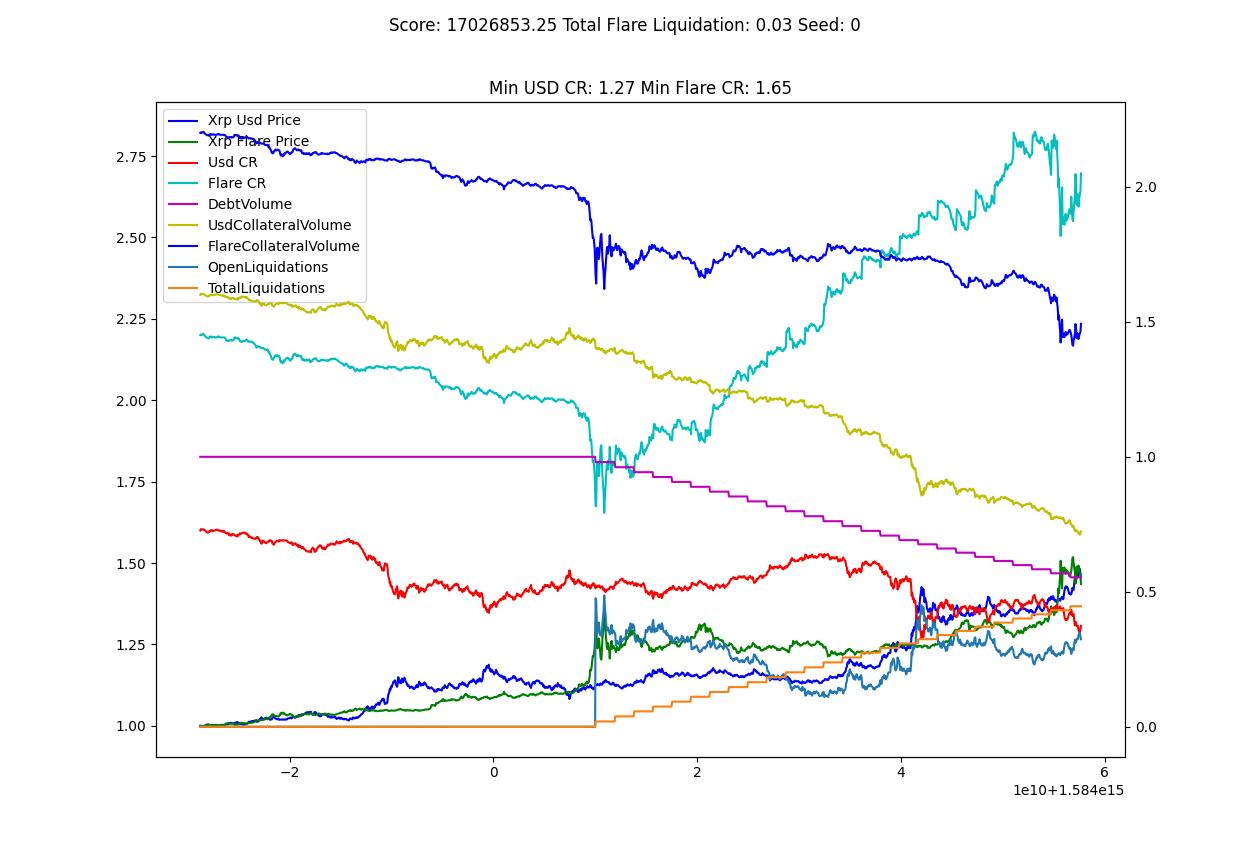 Score: 17026853.25 Total Flare Liquidation: 0.03 Seed: 0
Min USD CR: 1.27 Min Flare CR: 1.65
Xrp Usd Price
Xrp Flare Price
Usd CR
Flare CR
DebtVolume
UsdCollateralVolume
FlareCollateralVolume
OpenLiquidations
TotalLiquidations
2.75
2.50
2.25
2.00
1.75
1.50
1.25
1.00
2.0
1.5
1.0
0.5
0.0
−2 0 2 4 6
1e10+1.584e15